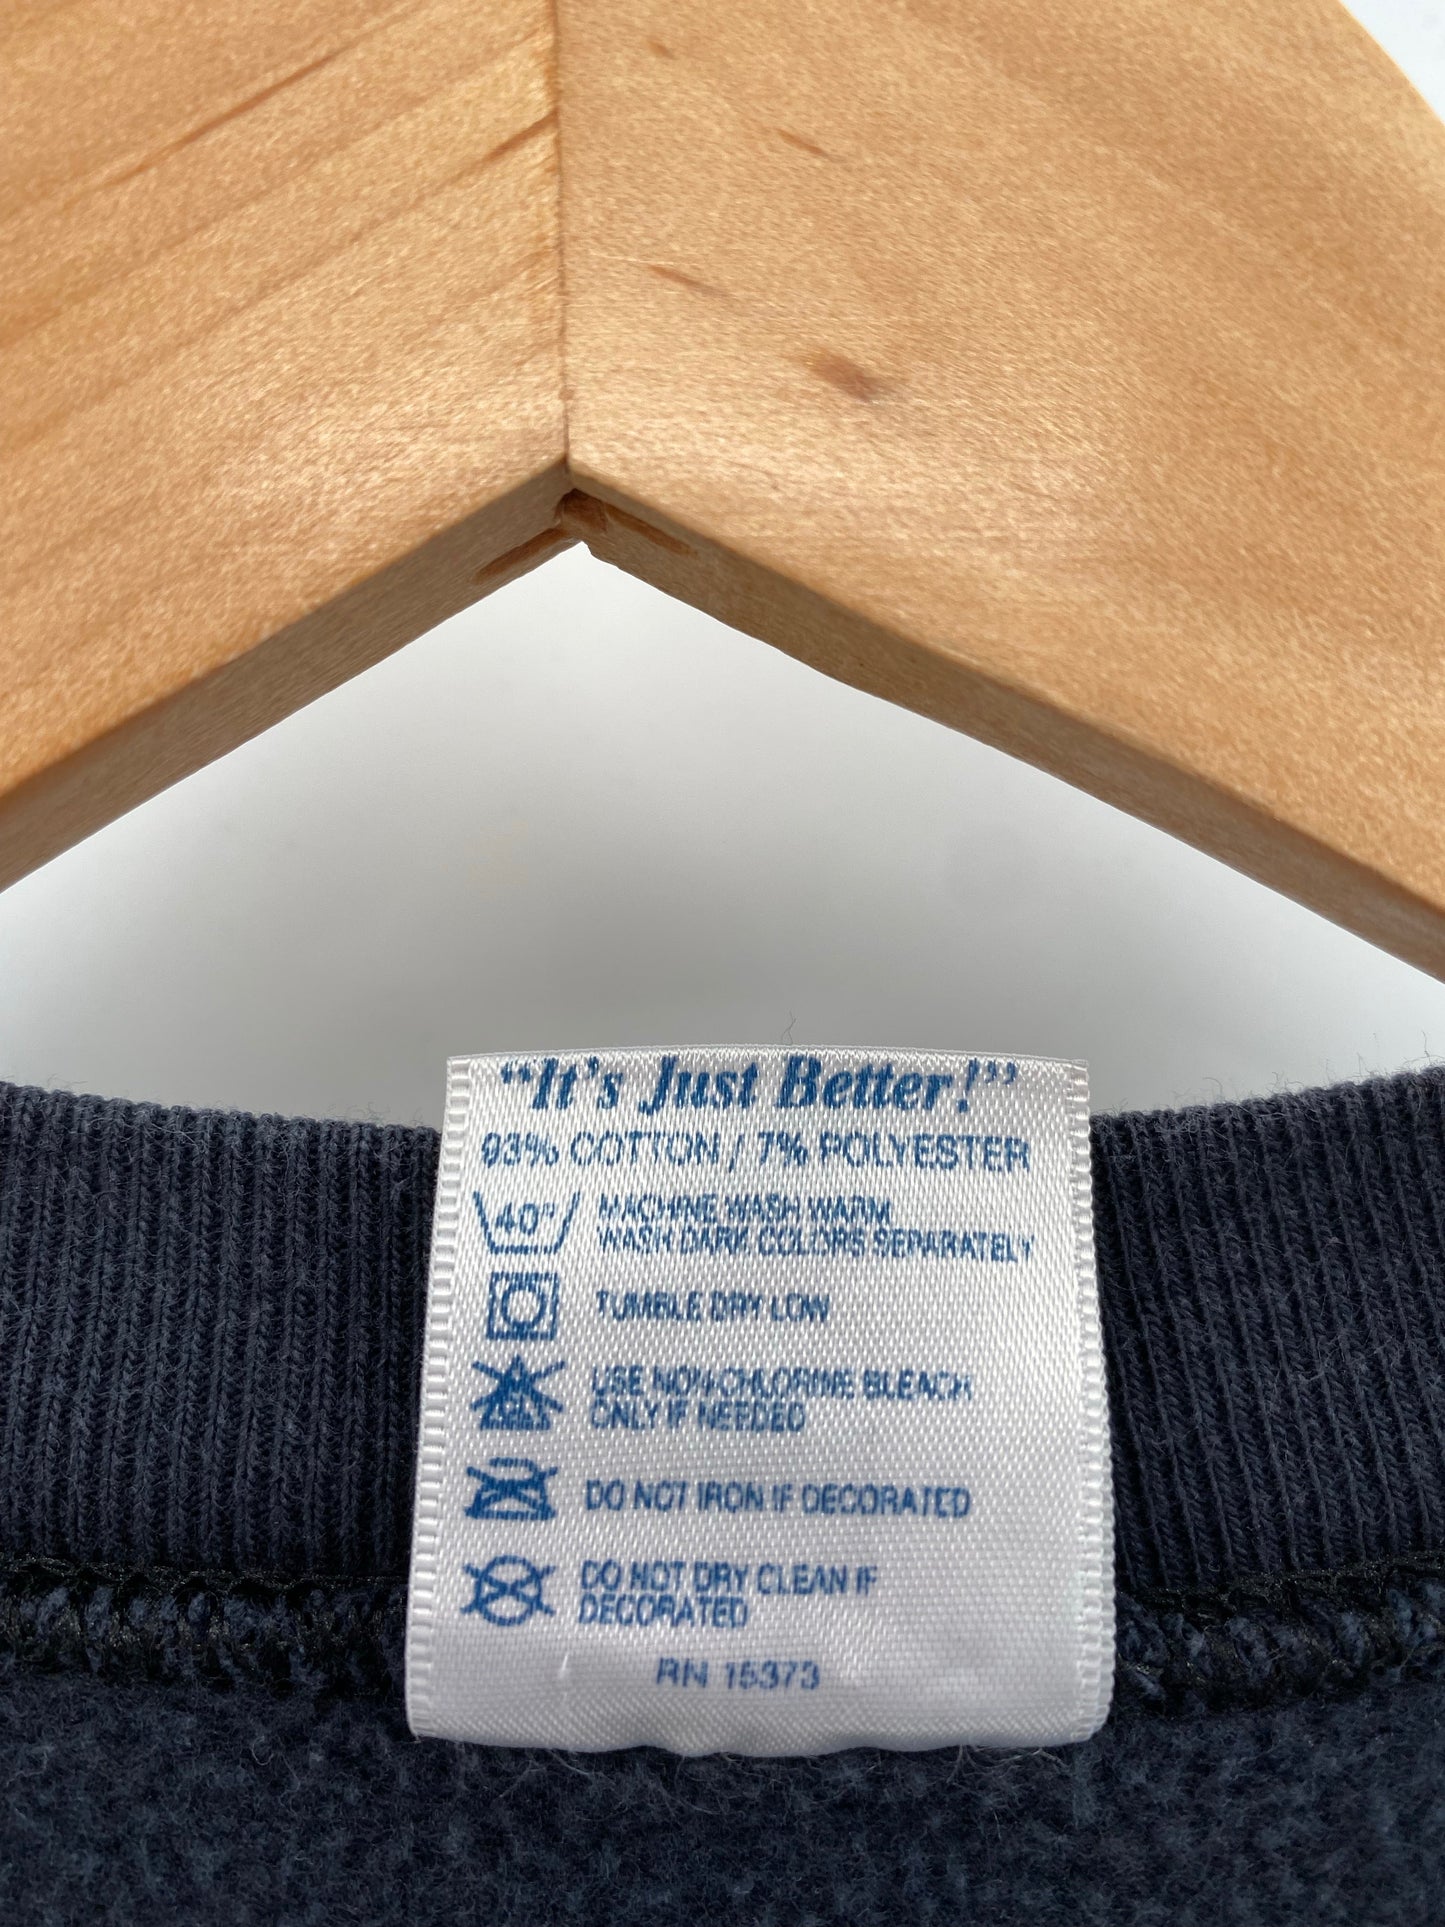 “It's Just Better!”
93% COTTON / 7% POLYESTER
40° MACHINE WASH WARM,
WASH DARK COLORS SEPARATELY
TUMBLE DRY LOW
USE NON-CHLORINE BLEACH
ONLY IF NEEDED
DO NOT IRON IF DECORATED
DO NOT DRY CLEAN IF
DECORATED
RN 15373